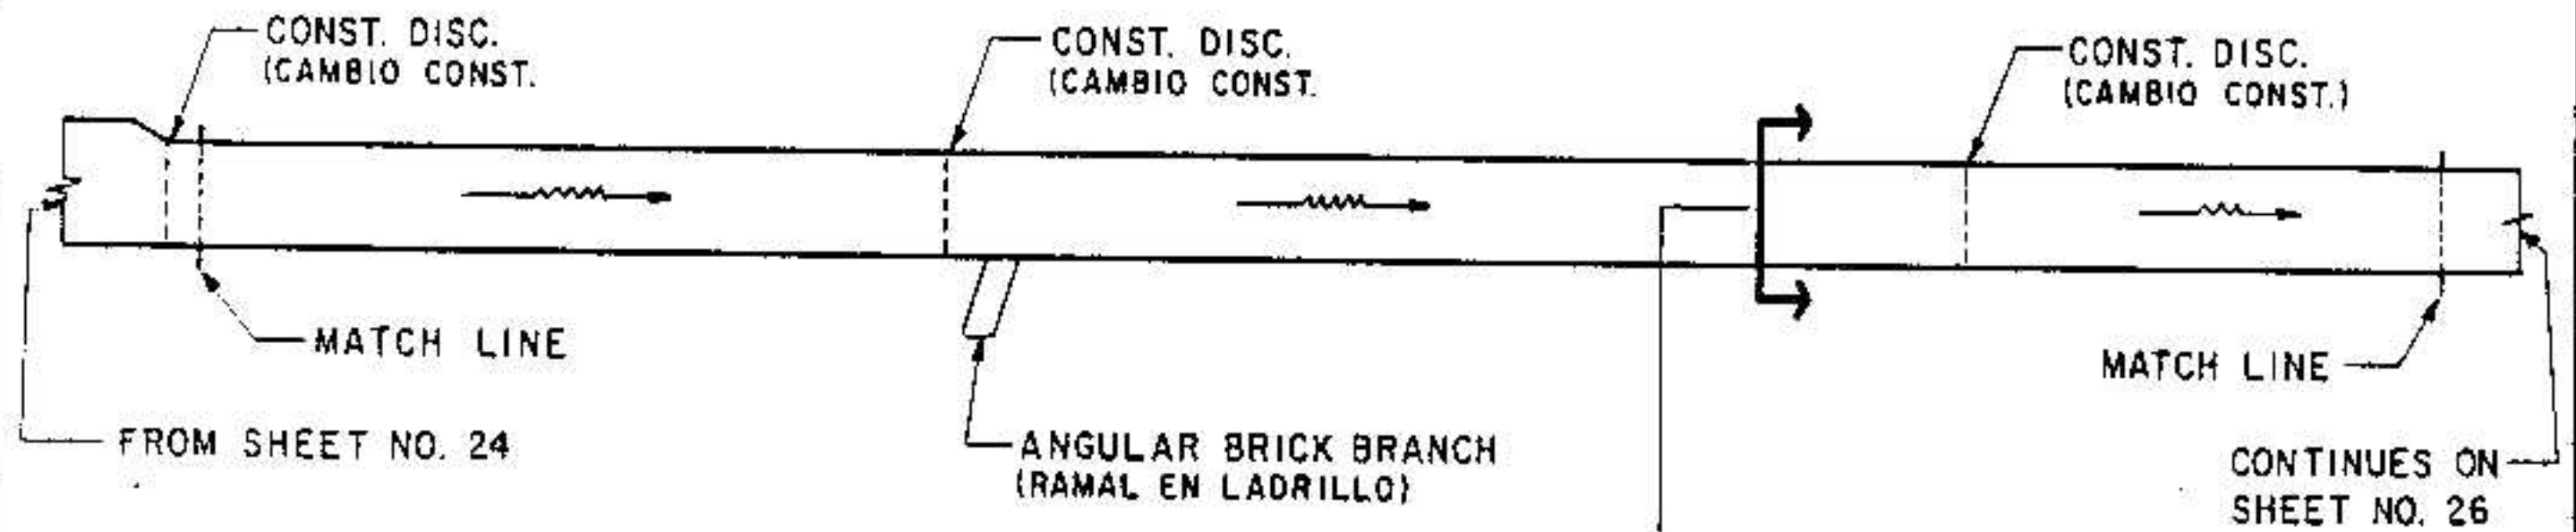 CONST. DISC.
(CAMBIO CONST.
CONST. DISC.
(CAMBIO CONST.
CONST. DISC.
(CAMBIO CONST.)
MATCH LINE
MATCH LINE
FROM SHEET NO. 24
ANGULAR BRICK BRANCH
(RAMAL EN LADRILLO)
CONTINUES ON
SHEET NO. 26